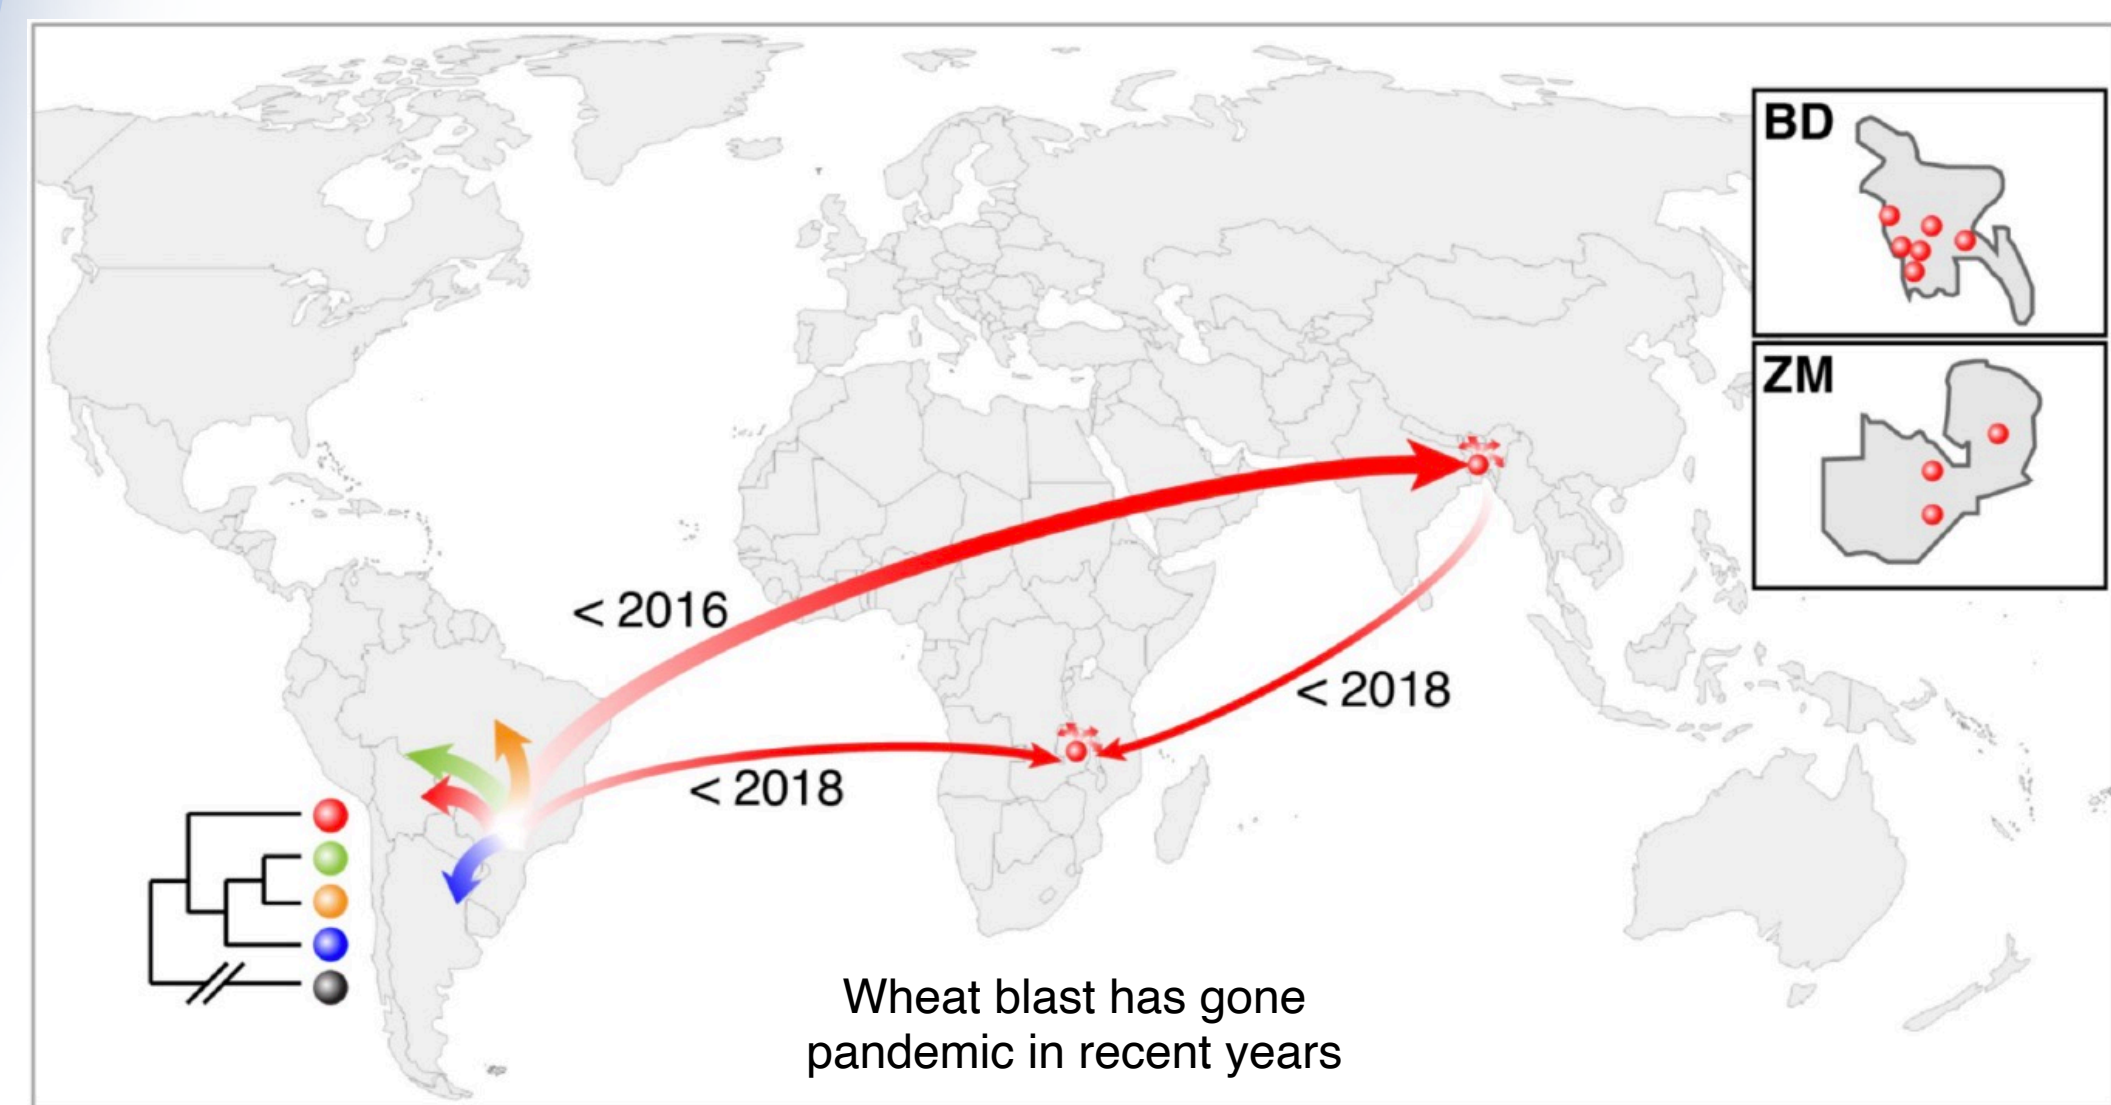 BD
ZM
< 2016
< 2018
< 2018
Wheat blast has gone
pandemic in recent years